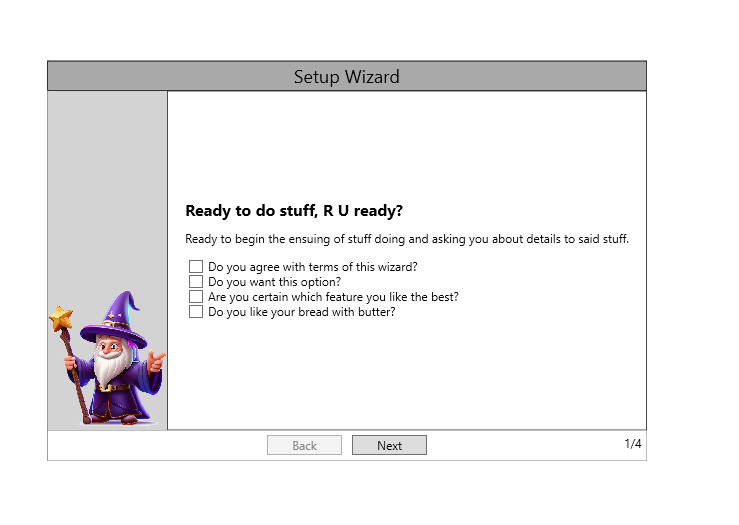 Setup Wizard
Ready to do stuff, R U ready?
Ready to begin the ensuing of stuff doing and asking you about details to said stuff.
Do you agree with terms of this wizard?
Do you want this option?
Are you certain which feature you like the best?
Do you like your bread with butter?
Back
Next
1/4